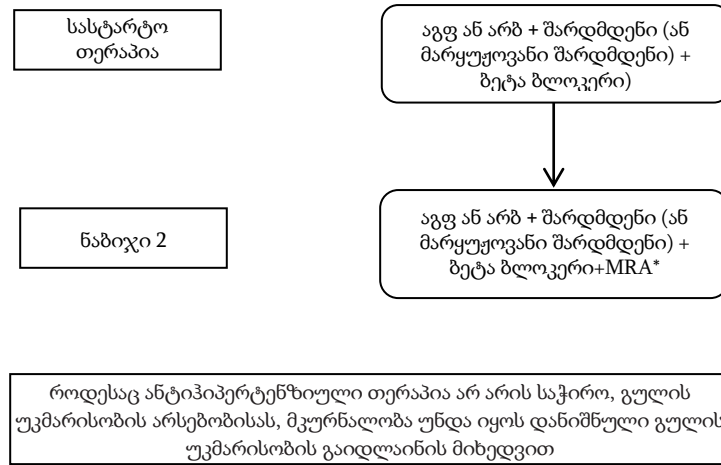 სასტარტო
თერაპია
აგფ ან არბ + შარდმდენი (ან
მარყუჟოვანი შარდმდენი) +
ბეტა ბლოკერი)
ნაბიჯი 2
აგფ ან არბ + შარდმდენი (ან
მარყუჟოვანი შარდმდენი) +
ბეტა ბლოკერი+MRA*
როდესაც ანტიჰიპერტენზიული თერაპია არ არის საჭირო, გულის
უკმარისობის არსებობისას, მკურნალობა უნდა იყოს დანიშნული გულის
უკმარისობის გაიდლაინის მიხედვით